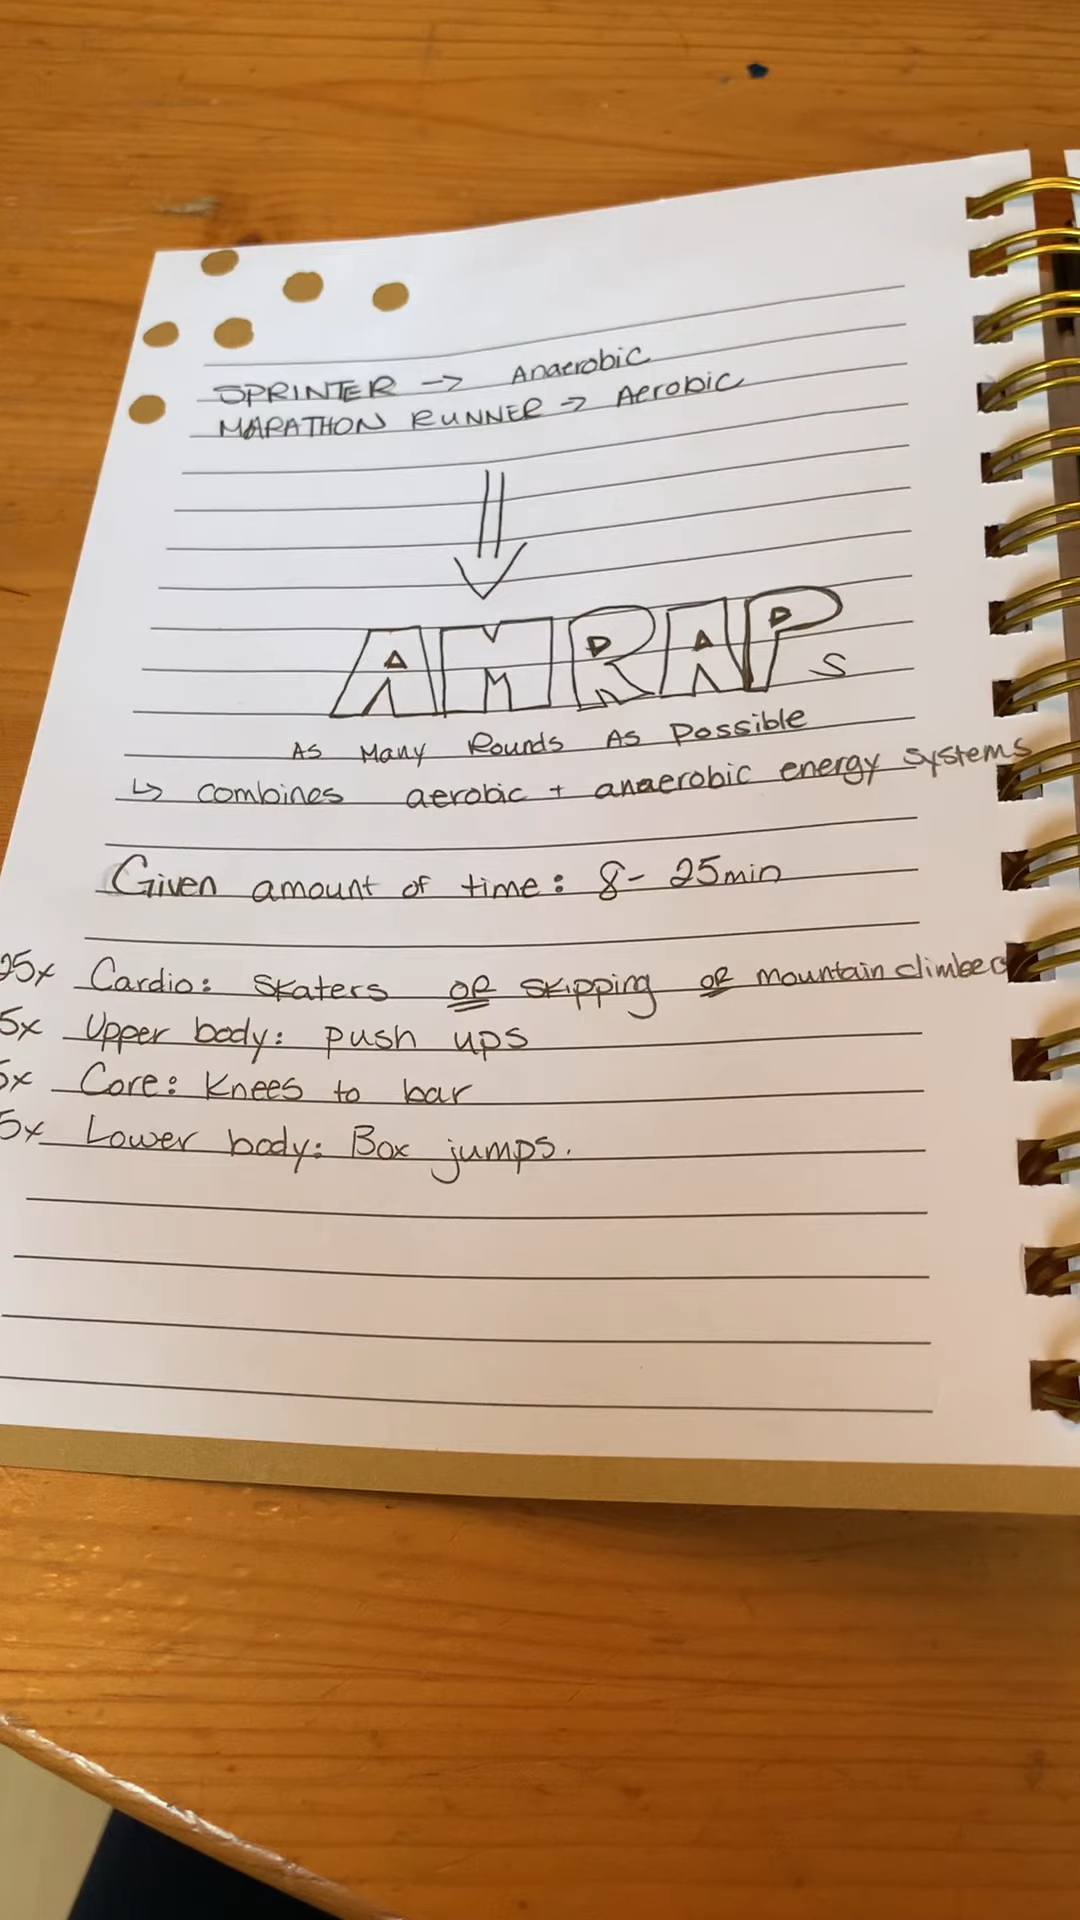 SPRINTER -> Anaerobic
MARATHON RUNNER -> Aerobic
AMRAPs
As Many Rounds As Possible
↳ combines aerobic + anaerobic energy systems
Given amount of time: 8- 25min
25x Cardio: Skaters or skipping or mountain climber
5x Upper body: push ups
5x Core: Knees to bar
5x Lower body: Box jumps.